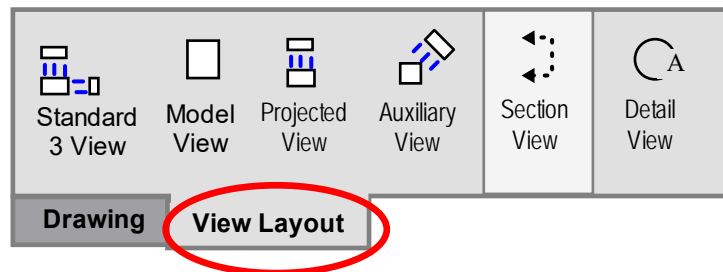 Standard
3 View
Model
View
Projected
View
Auxiliary
View
Section
View
A
Detail
View
Drawing
View Layout